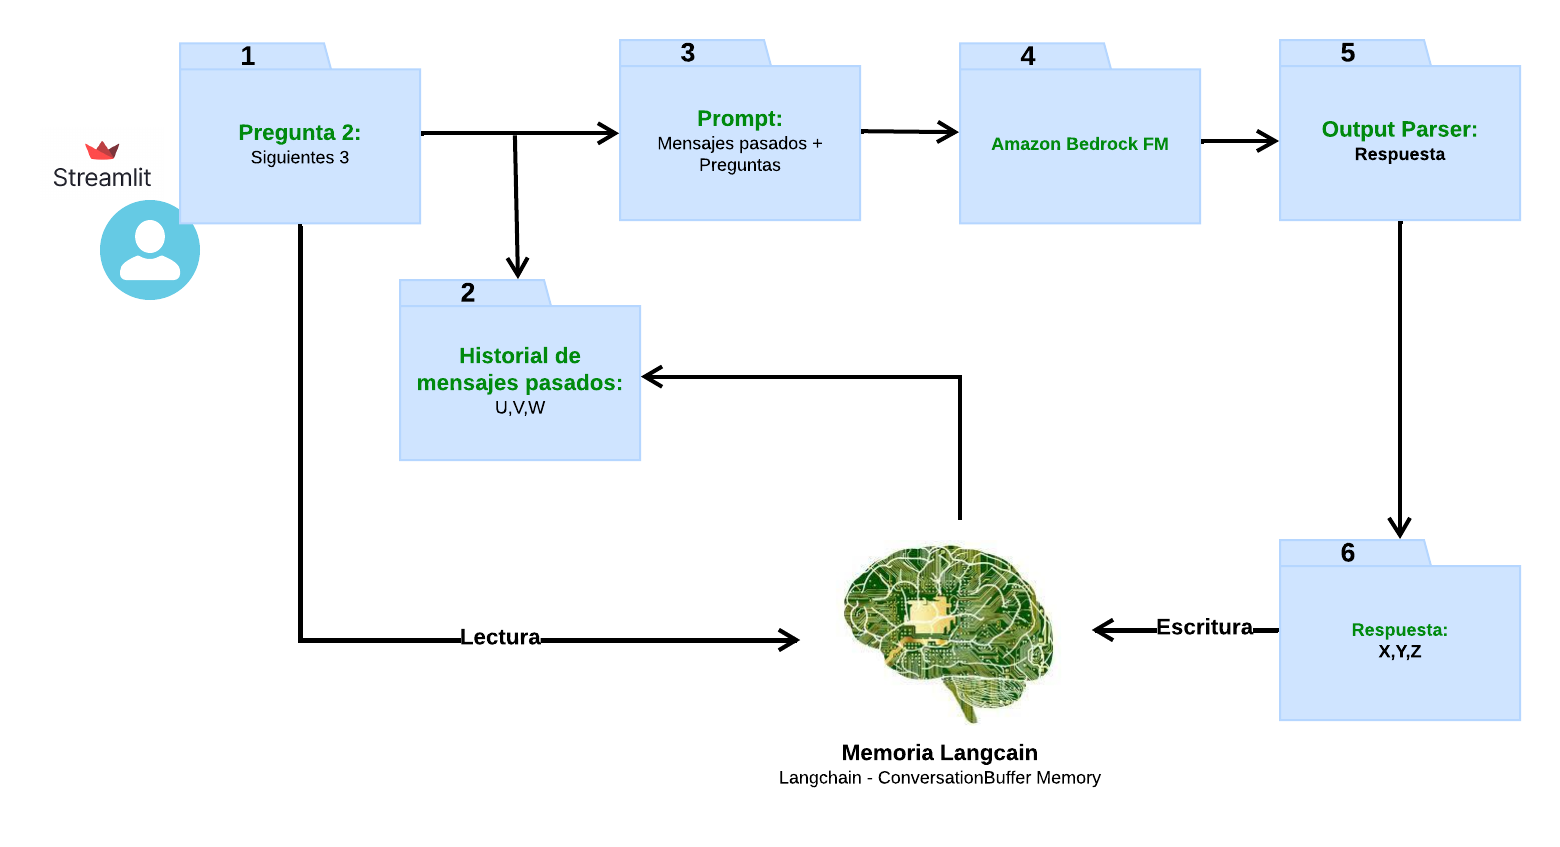 1
Pregunta 2:
Siguientes 3
Streamlit
2
Historial de
mensajes pasados:
U,V,W
3
Prompt:
Mensajes pasados +
Preguntas
4
Amazon Bedrock FM
5
Output Parser:
Respuesta
6
Respuesta:
X,Y,Z
Lectura
Escritura
Memoria Langcain
Langchain - ConversationBuffer Memory